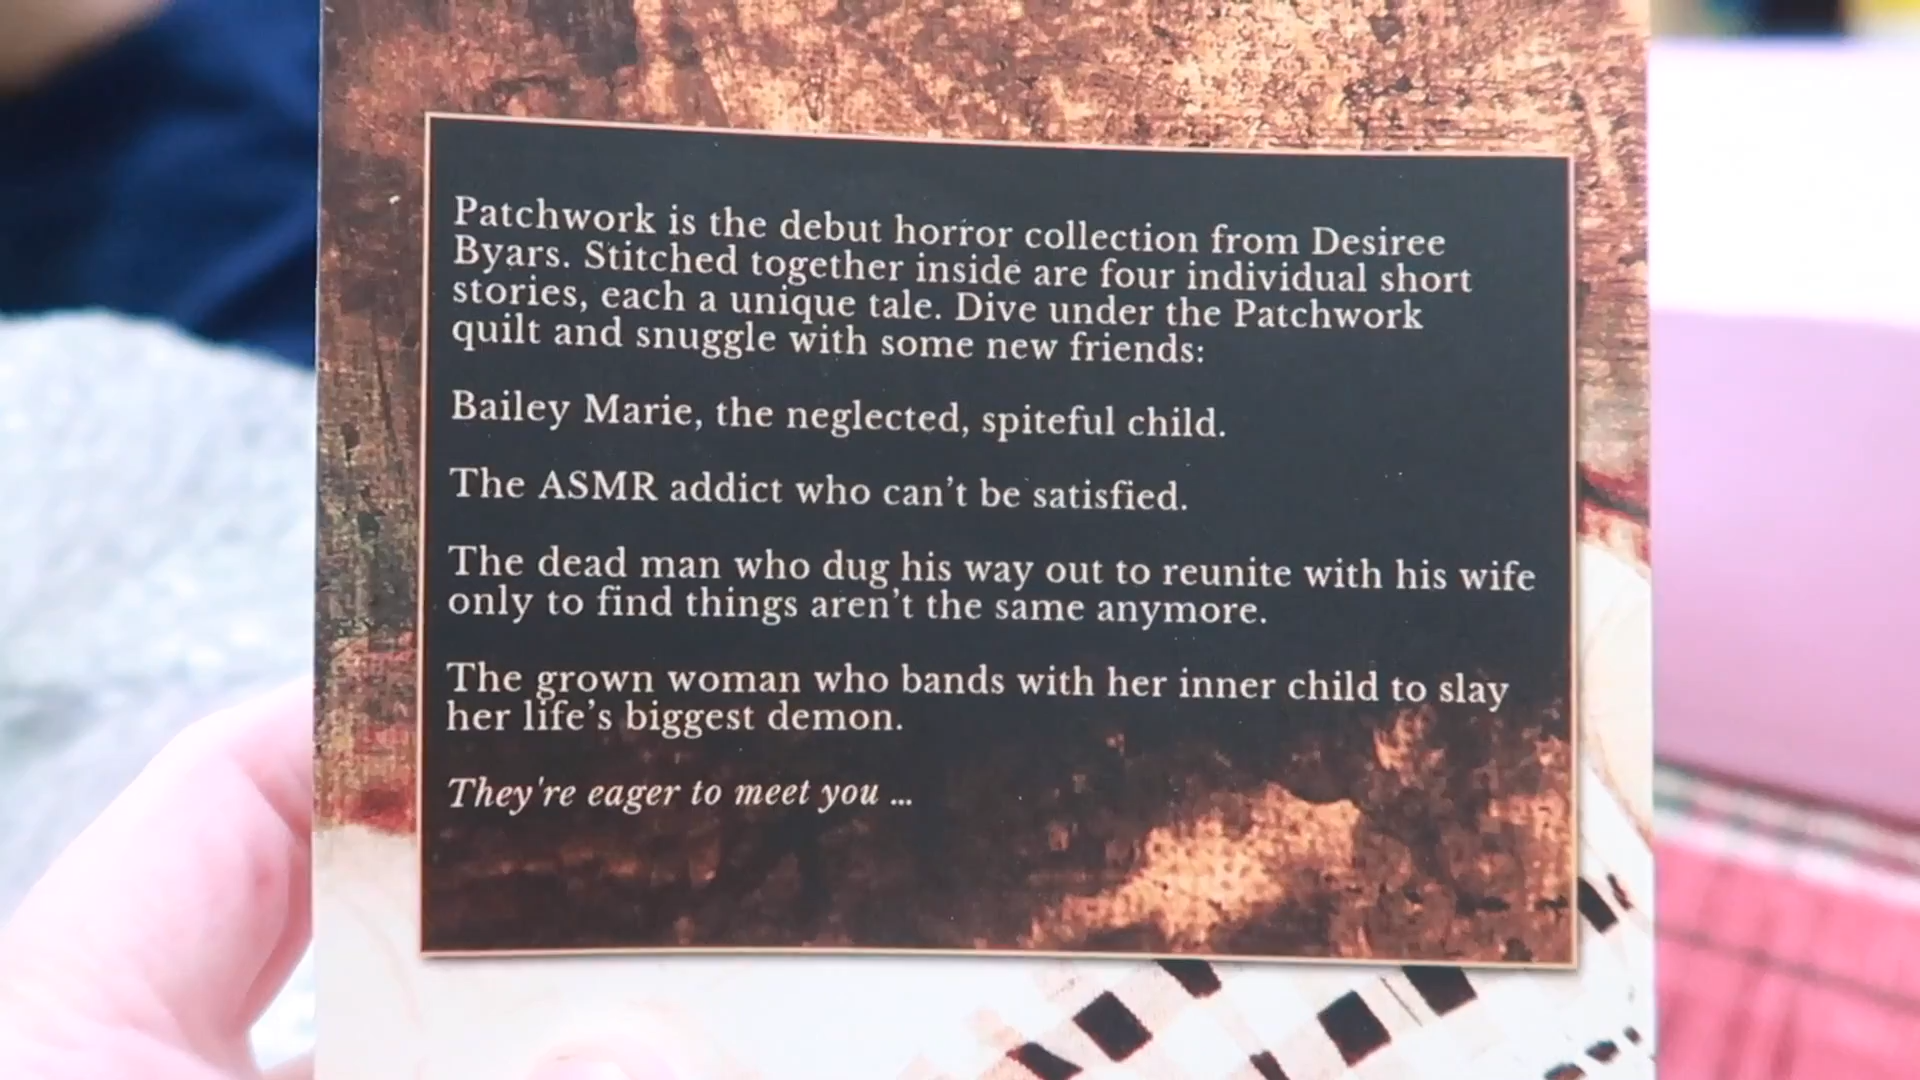 Patchwork is the debut horror collection from Desiree
Byars. Stitched together inside are four individual short
stories, each a unique tale. Dive under the Patchwork
quilt and snuggle with some new friends:
Bailey Marie, the neglected, spiteful child.
The ASMR addict who can't be satisfied.
The dead man who dug his way out to reunite with his wife
only to find things aren't the same anymore.
The grown woman who bands with her inner child to slay
her life's biggest demon.
They're eager to meet you ...